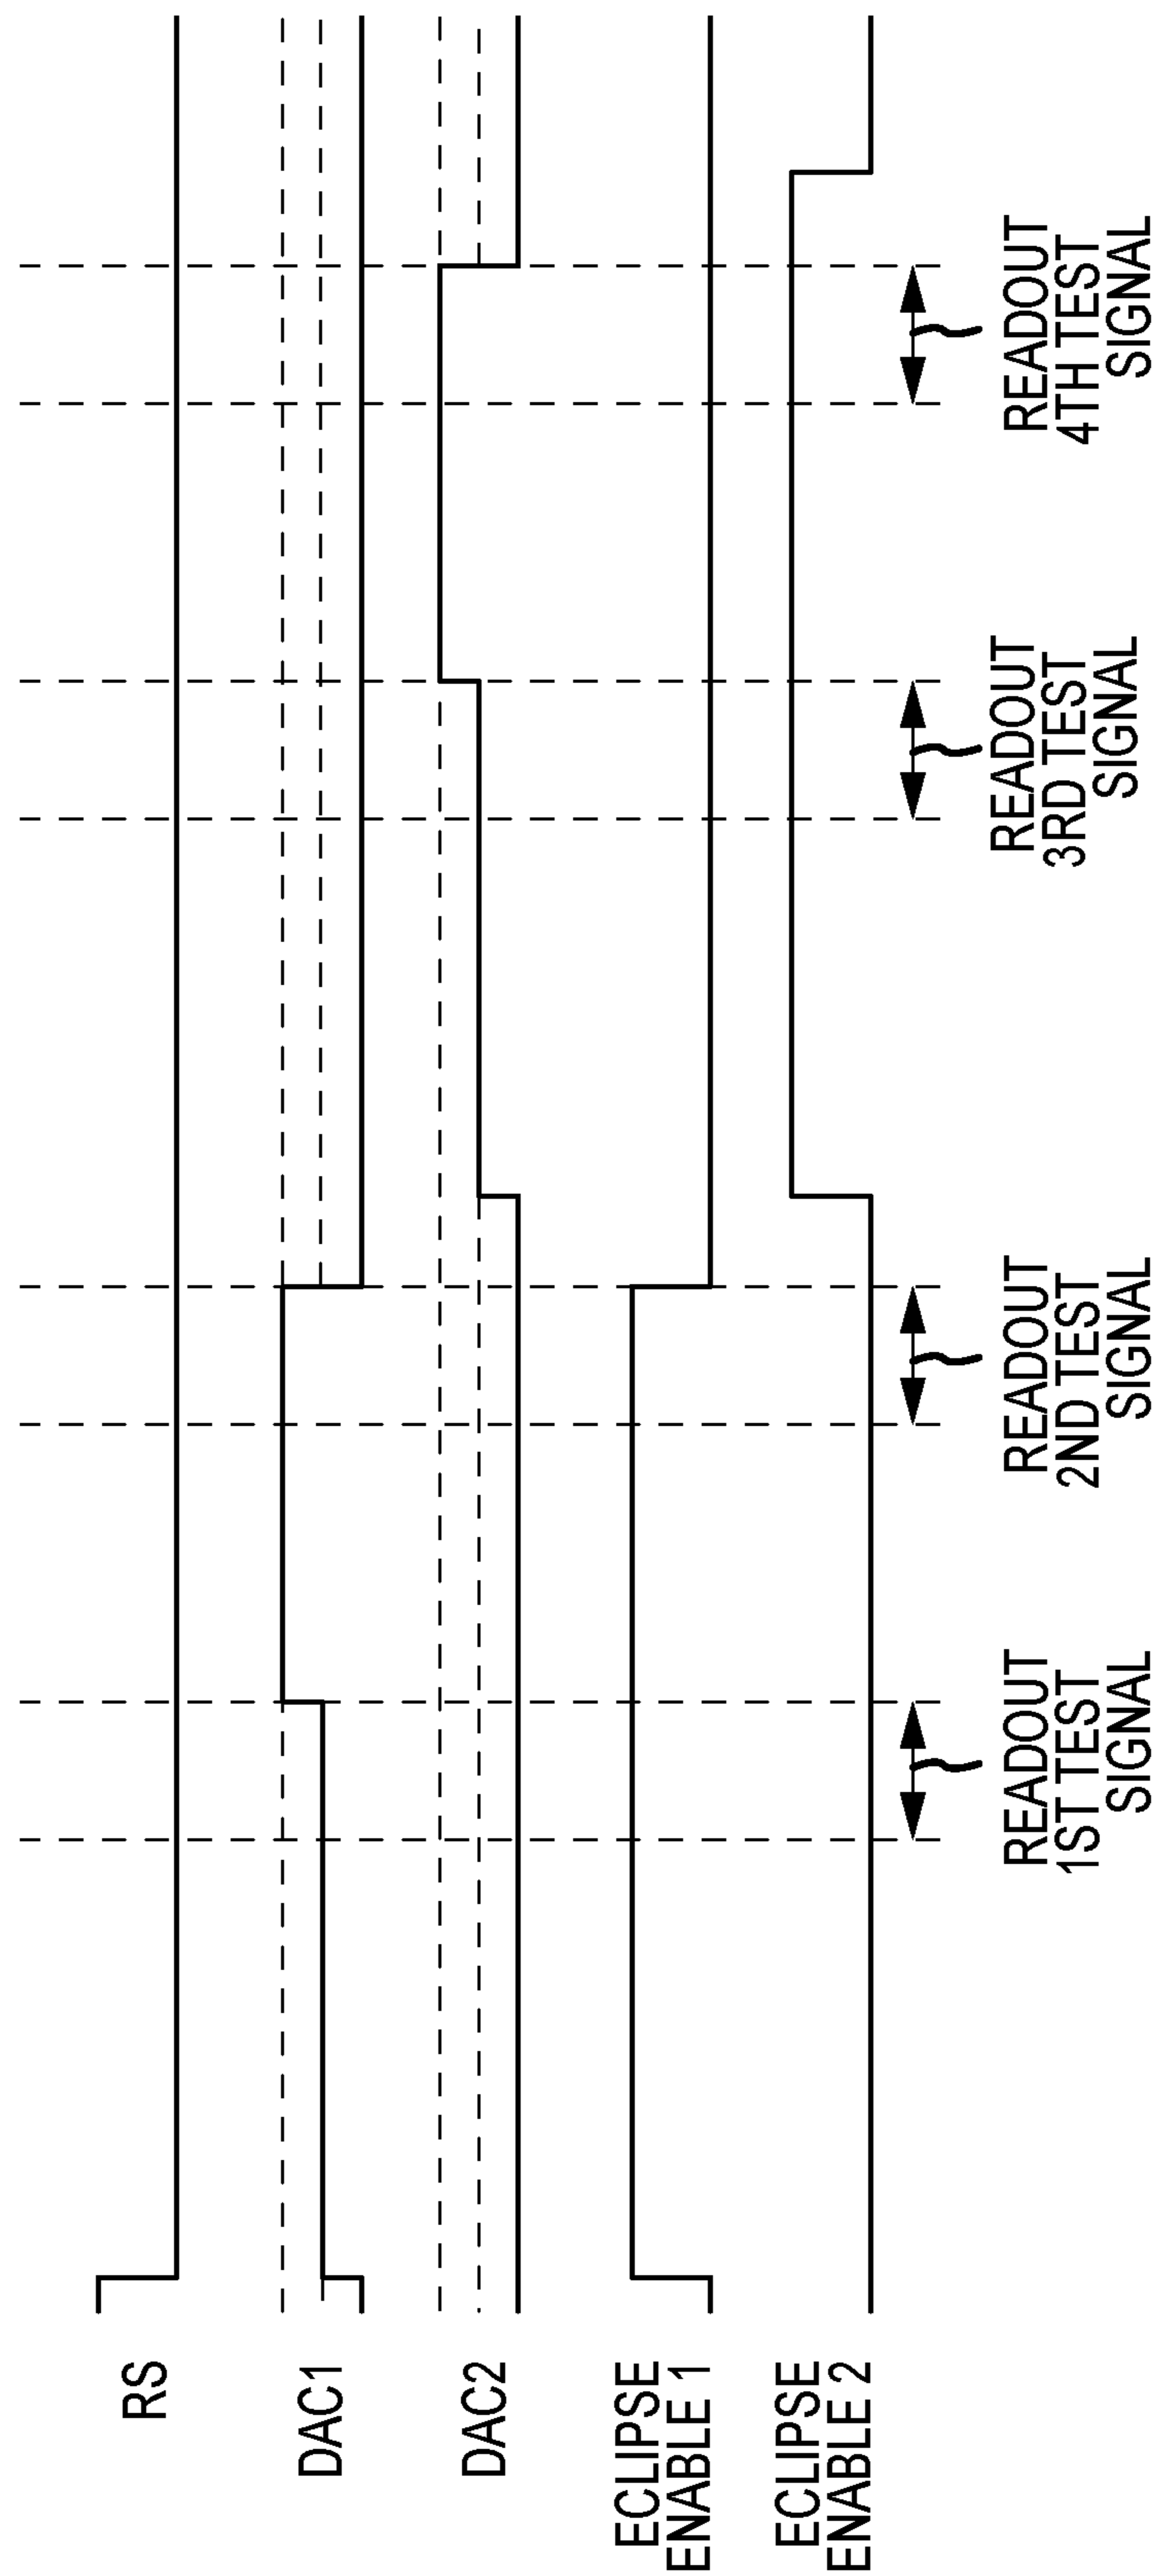 RS
DAC1
DAC2
ECLIPSE
ENABLE 1
ECLIPSE
ENABLE 2
READOUT
1ST TEST
SIGNAL
READOUT
2ND TEST
SIGNAL
READOUT
3RD TEST
SIGNAL
READOUT
4TH TEST
SIGNAL